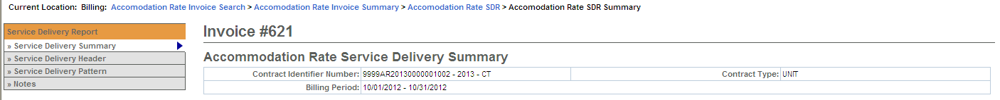 Current Location: Billing: Accomodation Rate Invoice Search > Accomodation Rate Invoice Summary > Accomodation Rate SDR > Accomodation Rate SDR Summary
Service Delivery Report
» Service Delivery Summary
» Service Delivery Header
» Service Delivery Pattern
» Notes
Invoice #621
Accommodation Rate Service Delivery Summary
Contract Identifier Number: 9999AR20130000001002 - 2013 - CT Contract Type: UNIT
Billing Period: 10/01/2012 - 10/31/2012